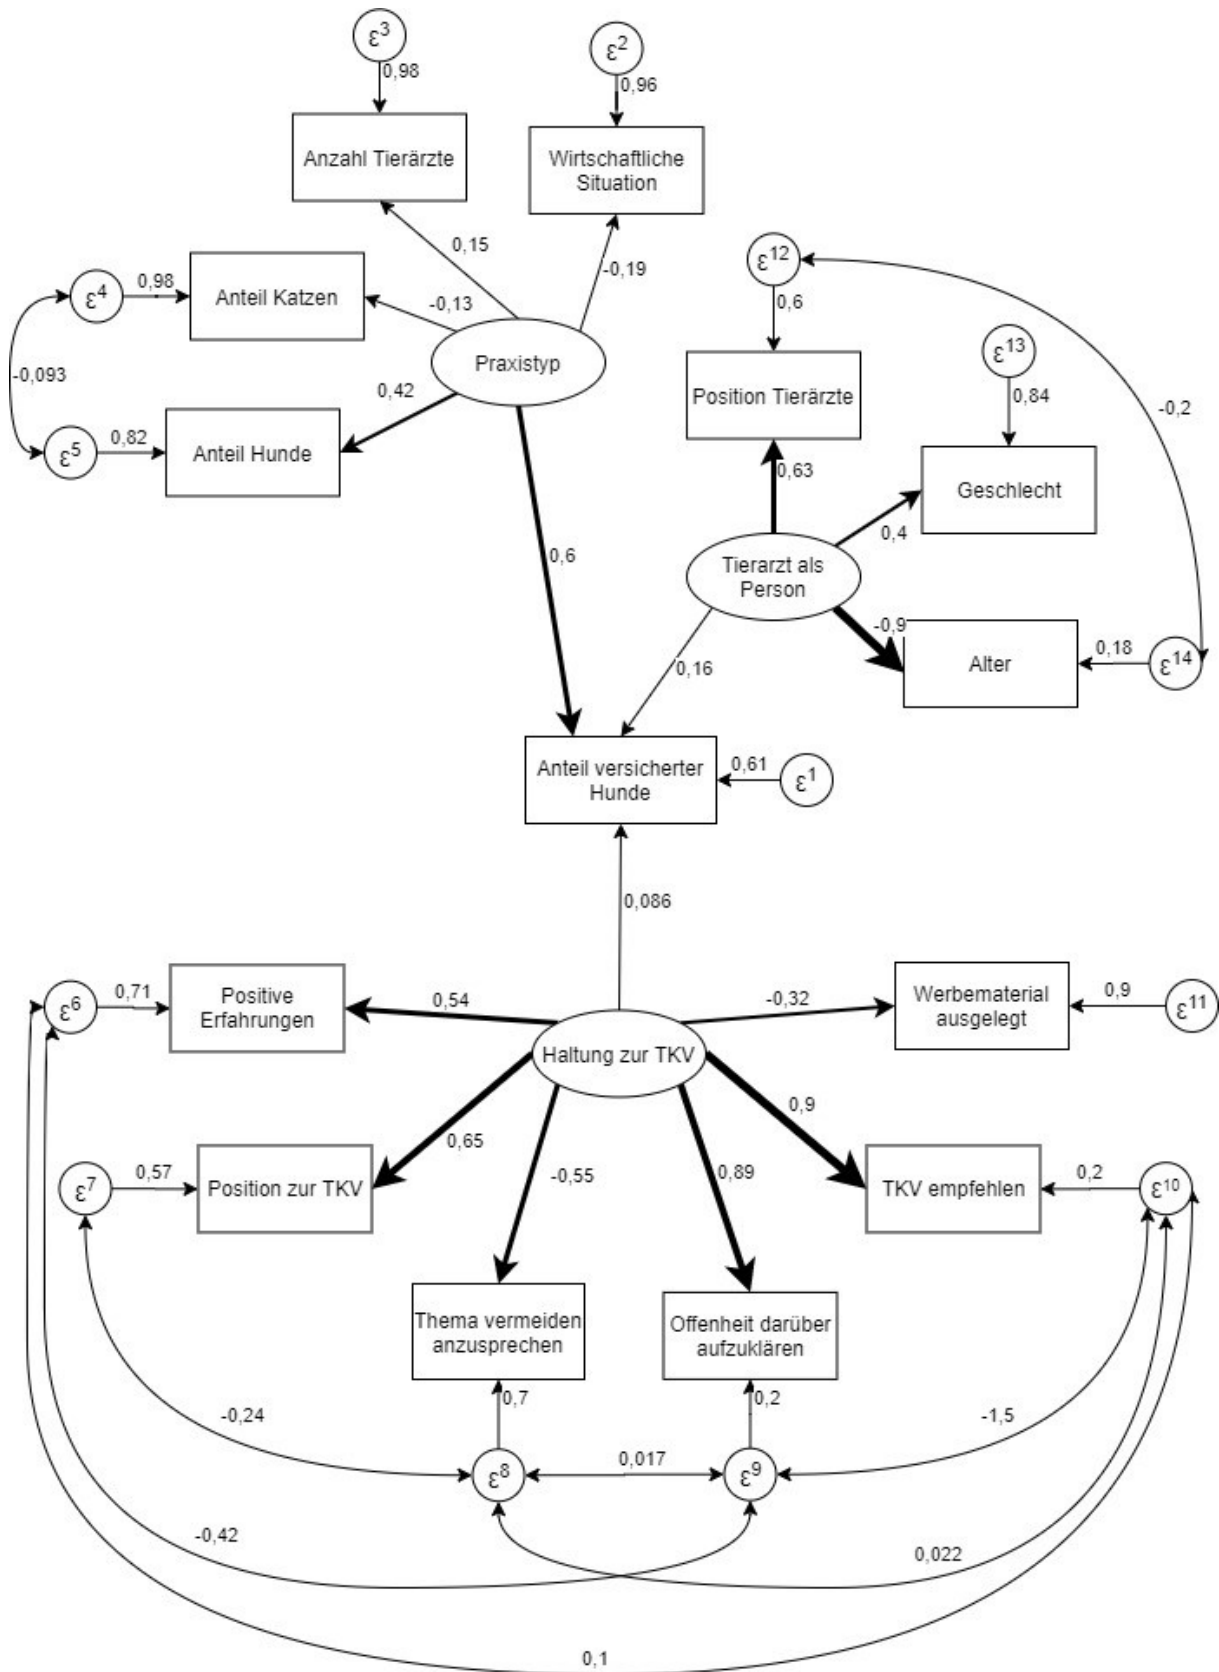 ε3
0,98
ε2
0,96
Anzahl Tierärzte
Wirtschaftliche
Situation
0,15
-0,19
ε12
0,6
ε4
0,98
Anteil Katzen
-0,13
Praxistyp
ε13
0,84
-0,093
0,42
Position Tierärzte
-0,2
ε5
0,82
Anteil Hunde
0,63
Geschlecht
0,4
0,6
Tierarzt als
Person
-0,9
Alter
0,18
ε14
0,16
Anteil versicherter
Hunde
0,61
ε1
0,086
ε6
0,71
Positive
Erfahrungen
0,54
-0,32
Werbematerial
ausgelegt
0,9
ε11
Haltung zur TKV
0,9
0,65
-0,55
0,89
ε7
0,57
Position zur TKV
TKV empfehlen
0,2
ε10
Thema vermeiden
anzusprechen
Offenheit darüber
aufzuklären
0,7
0,2
-0,24
-1,5
ε8
0,017
ε9
-0,42
0,022
0,1